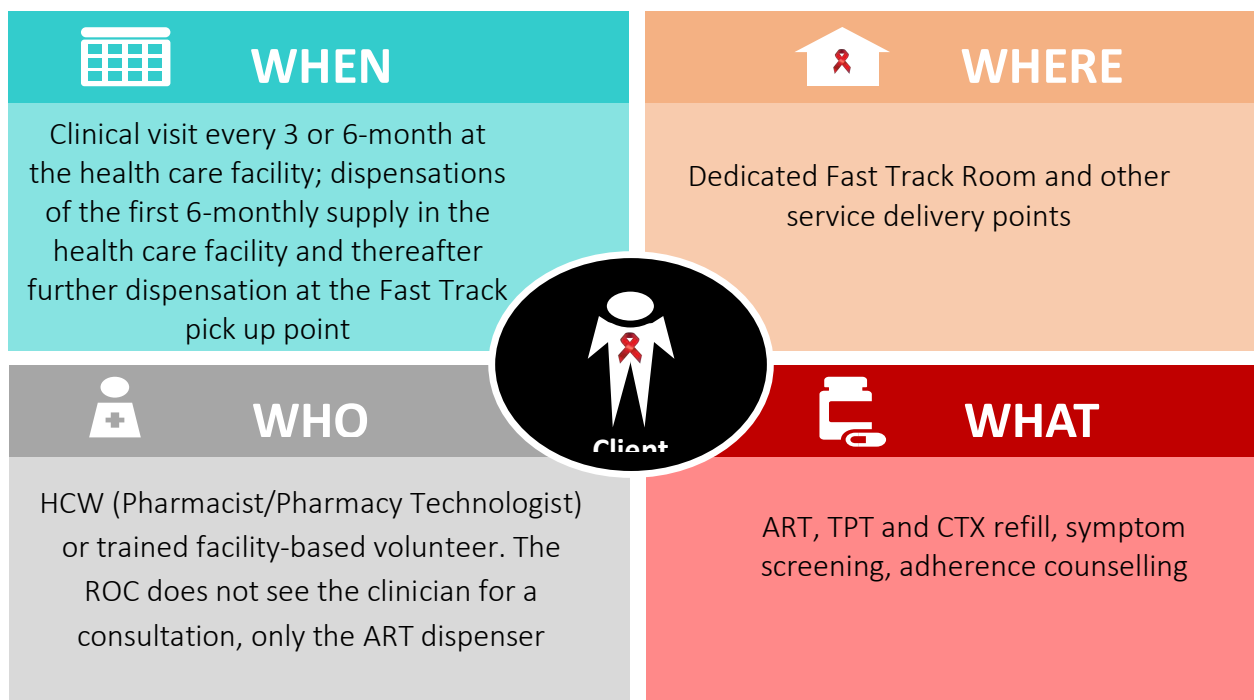 WHEN
Clinical visit every 3 or 6-month at
the health care facility; dispensations
of the first 6-monthly supply in the
health care facility and thereafter
further dispensation at the Fast Track
pick up point
WHERE
Dedicated Fast Track Room and other
service delivery points
Client
WHO
HCW (Pharmacist/Pharmacy Technologist)
or trained facility-based volunteer. The
ROC does not see the clinician for a
consultation, only the ART dispenser
WHAT
ART, TPT and CTX refill, symptom
screening, adherence counselling